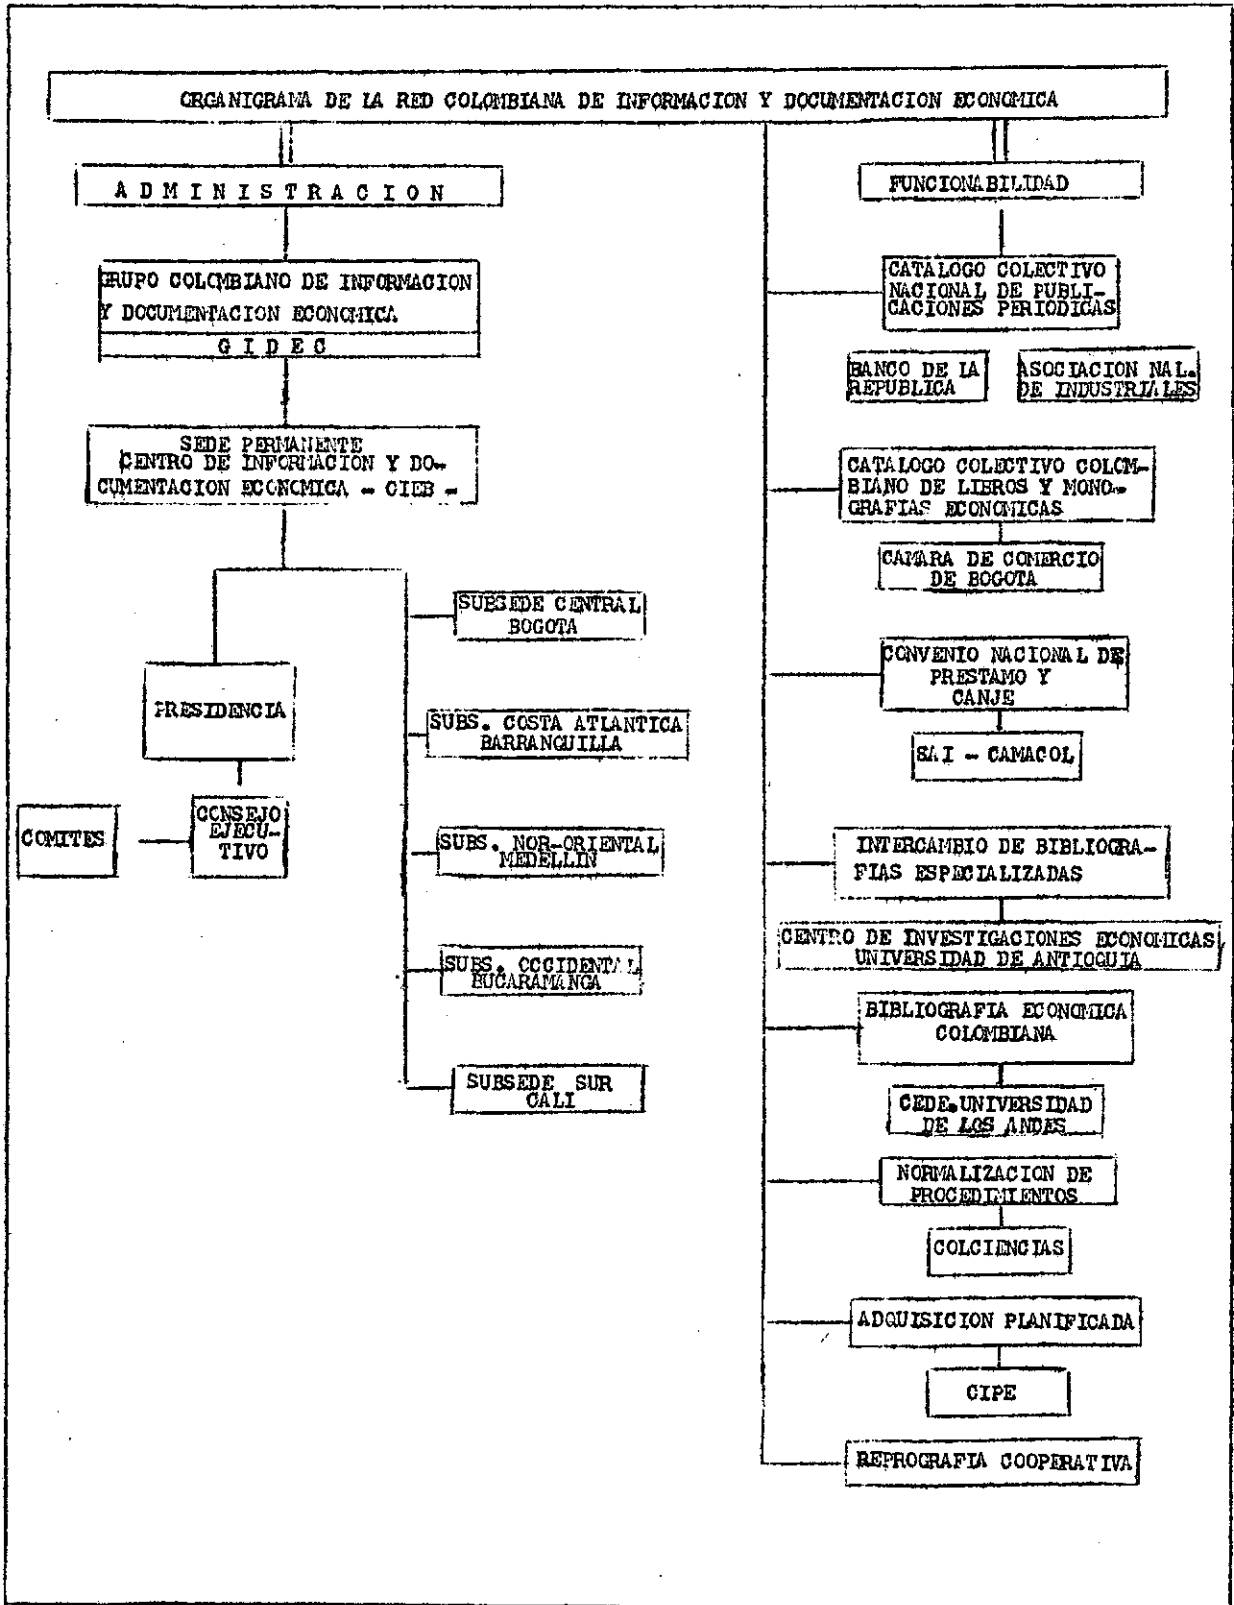 ORGANIGRAMA DE LA RED COLOMBIANA DE INFORMACION Y DOCUMENTACION ECONOMICA
A D M I N I S T R A C I O N
GRUPO COLOMBIANO DE INFORMACION
Y DOCUMENTACION ECONOMICA
G I D E C
SEDE PERMANENTE
CENTRO DE INFORMACION Y DO-
CUMENTACION ECONOMICA - CIEB -
PRESIDENCIA
CONSEJO
EJECU-
TIVO
COMITES
SUBSEDE CENTRAL
BOGOTA
SUBS. COSTA ATLANTICA
BARRANQUILLA
SUBS. NOR-ORIENTAL
MEDELLIN
SUBS. OCCIDENTAL
BUCARAMANGA
SUBSEDE SUR
CALI
FUNCIONABILIDAD
CATALOGO COLECTIVO
NACIONAL DE PUBLI-
CACIONES PERIODICAS
BANCO DE LA
REPUBLICA
ASOCIACION NAL.
DE INDUSTRIALES
CATALOGO COLECTIVO COLOM-
BIANO DE LIBROS Y MONO-
GRAFIAS ECONOMICAS
CAMARA DE COMERCIO
DE BOGOTA
CONVENIO NACIONAL DE
PRESTAMO Y
CANJE
SAI - CAMACOL
INTERCAMBIO DE BIBLIOGRA-
FIAS ESPECIALIZADAS
CENTRO DE INVESTIGACIONES ECONOMICAS,
UNIVERSIDAD DE ANTIOQUIA
BIBLIOGRAFIA ECONOMICA
COLOMBIANA
CEDE.UNIVERSIDAD
DE LOS ANDES
NORMALIZACION DE
PROCEDIMIENTOS
COLCIENCIAS
ADQUISICION PLANIFICADA
CIPE
REPROGRAFIA COOPERATIVA